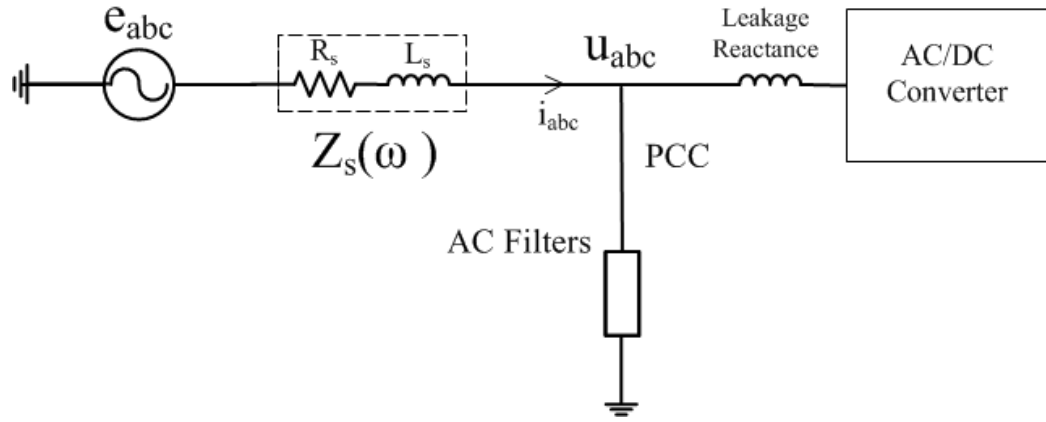 e_abc
R_s
L_s
Z_s(ω )
i_abc
u_abc
Leakage
Reactance
AC/DC
Converter
PCC
AC Filters